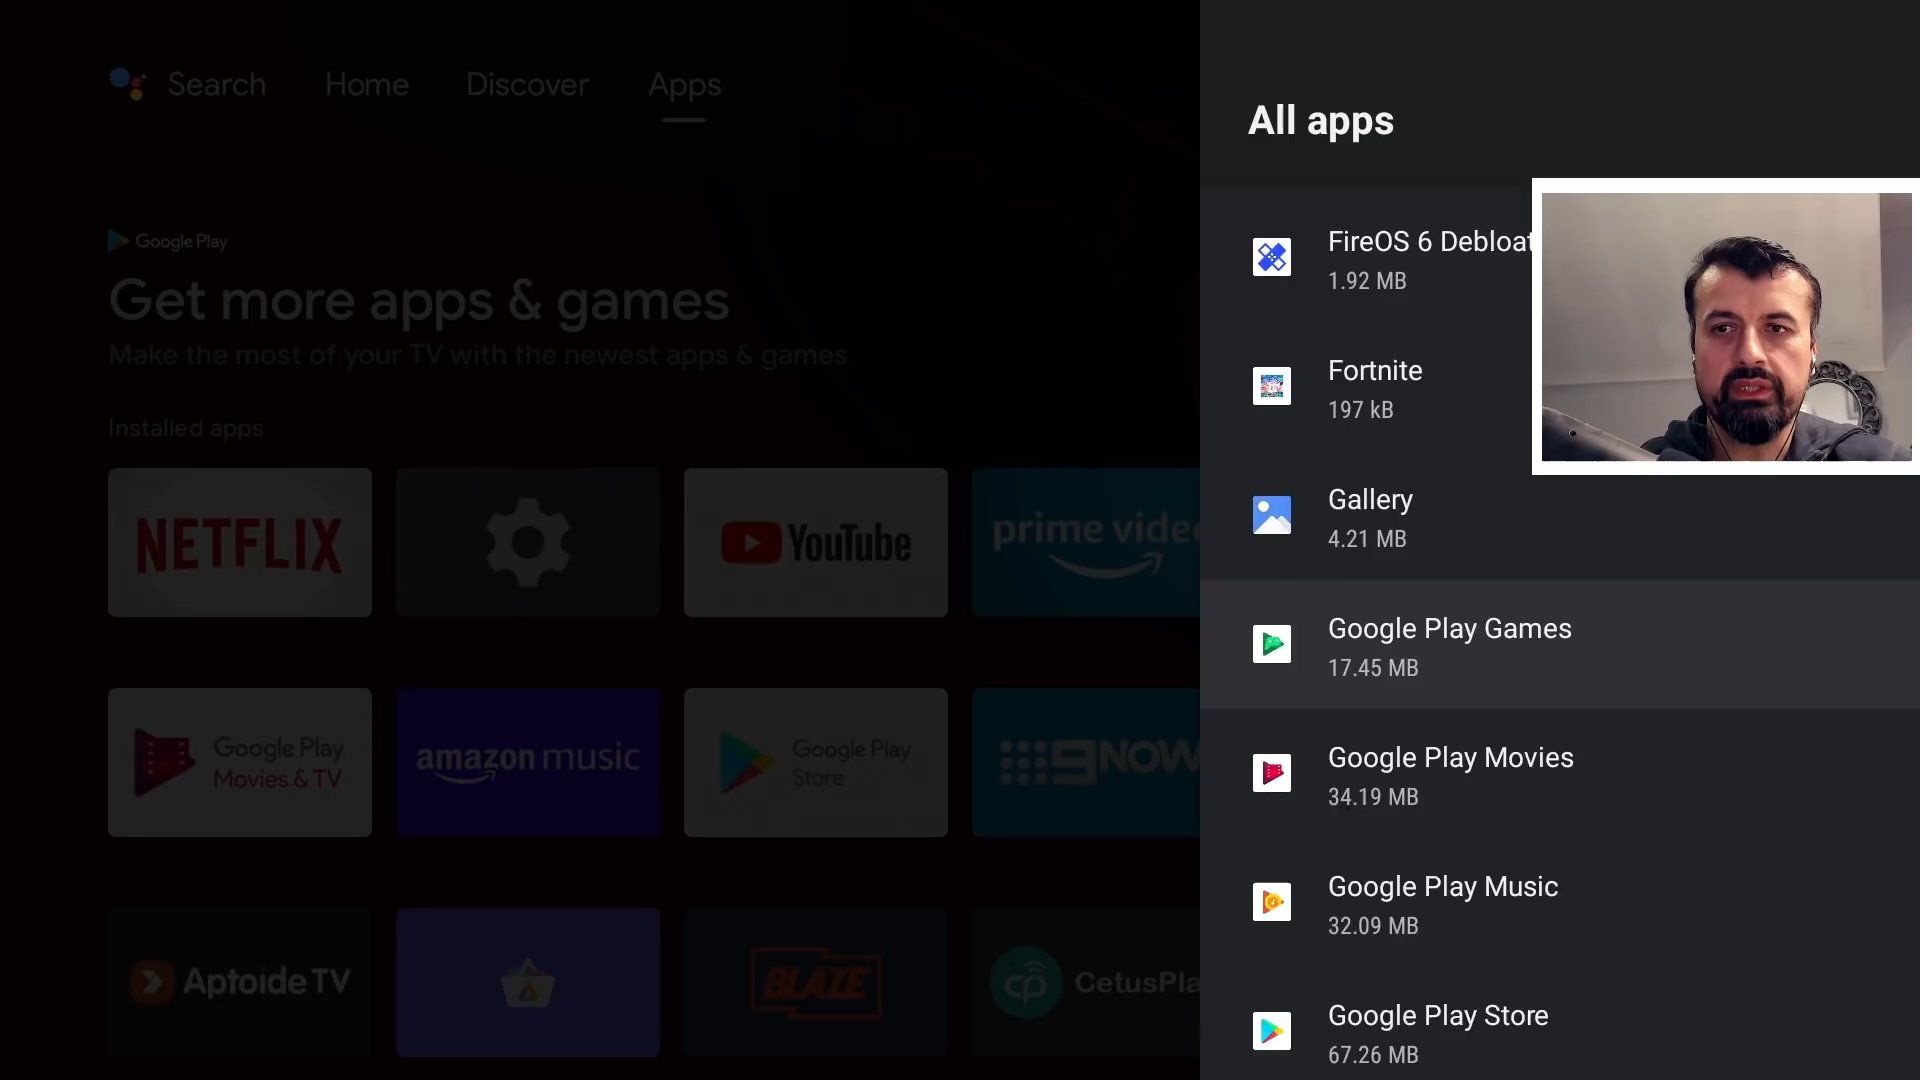 Search Home Discover Apps
Google Play
Get more apps & games
Make the most of your TV with the newest apps & games
Installed apps
NETFLIX
YouTube
prime video
Google Play
Movies & TV
amazon music
Google Play
Store
9NOW
Aptoide TV
BLAZE
cp
CetusPla
All apps
FireOS 6 Debloat
1.92 MB
Fortnite
197 kB
Gallery
4.21 MB
Google Play Games
17.45 MB
Google Play Movies
34.19 MB
Google Play Music
32.09 MB
Google Play Store
67.26 MB